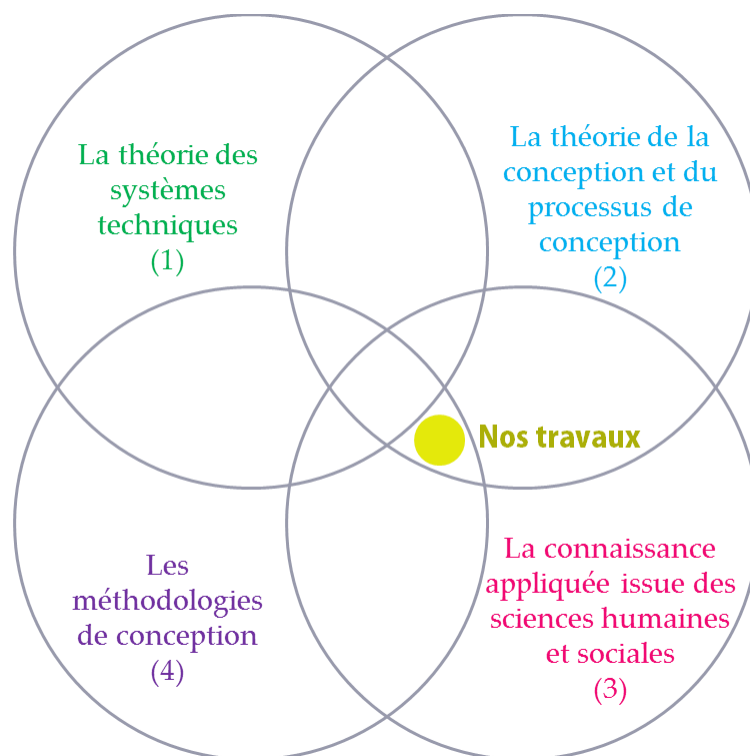 La théorie des
systèmes
techniques
(1)
La théorie de la
conception et du
processus de
conception
(2)
Nos travaux
Les
méthodologies
de conception
(4)
La connaissance
appliquée issue des
sciences humaines
et sociales
(3)